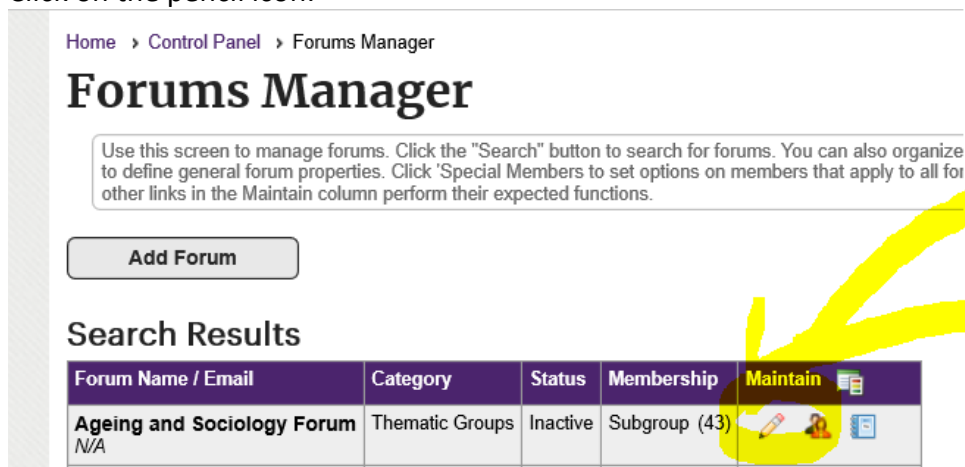 Home › Control Panel › Forums Manager
Forums Manager
Use this screen to manage forums. Click the "Search" button to search for forums. You can also organize
to define general forum properties. Click 'Special Members to set options on members that apply to all
other links in the Maintain column perform their expected functions.
Add Forum
Search Results
Forum Name / Email Category Status Membership Maintain
Ageing and Sociology Forum Thematic Groups Inactive Subgroup (43)
N/A